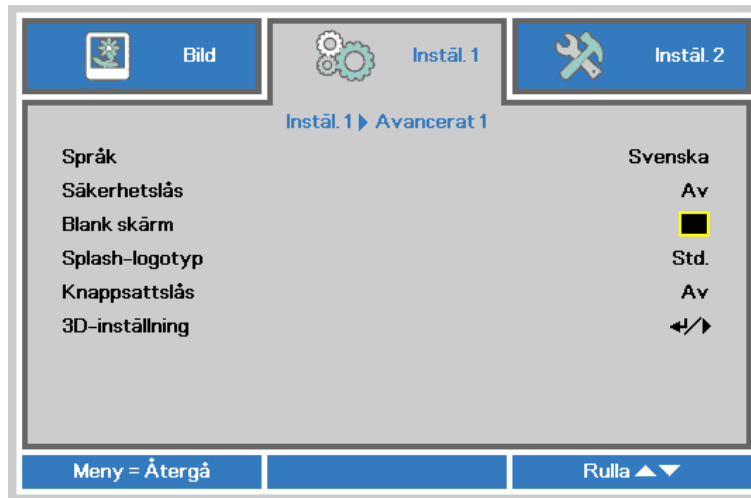 Bild
Instäl. 1
Instäl. 2
Instäl. 1 ▶ Avancerat 1
Språk Svenska
Säkerhetslås Av
Blank skärm
Splash-logotyp Std.
Knappsattslås Av
3D-inställning ↵/▶
Meny = Återgå
Rulla ▲▼